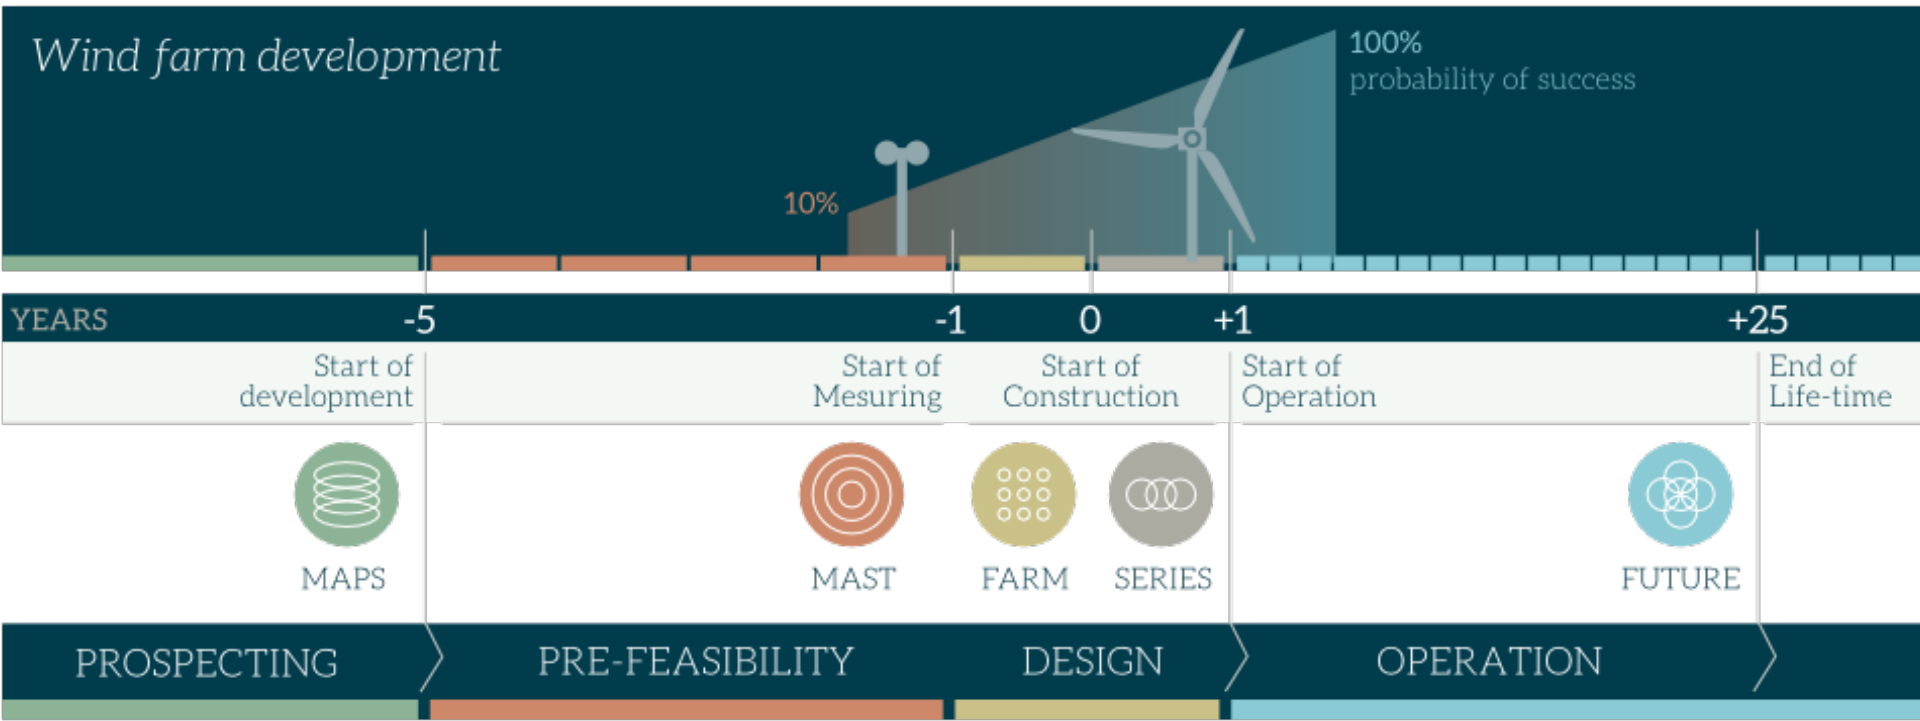 Wind farm development
100%
probability of success
10%
YEARS -5 -1 0 +1 +25
Start of
development
Start of
Mesuring
Start of
Construction
Start of
Operation
End of
Life-time
MAPS MAST FARM SERIES FUTURE
PROSPECTING PRE-FEASIBILITY DESIGN OPERATION